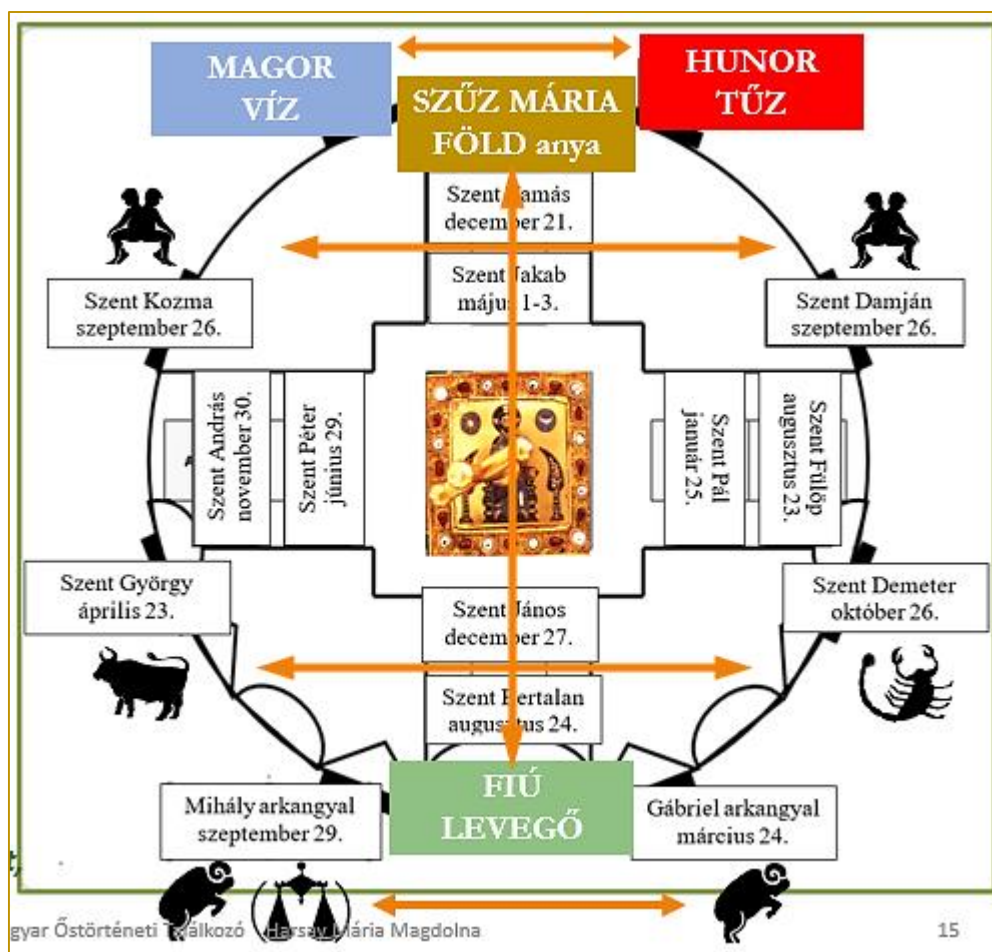 MAGOR
VÍZ
HUNOR
TŰZ
SZŰZ MÁRIA
FÖLD anya
Szent Tamás
december 21.
Szent Jakab
május 1-3.
Szent Kozma
szeptember 26.
Szent Damján
szeptember 26.
Szent András
november 30.
Szent Péter
június 29.
Szent Pál
január 25.
Szent Fülöp
augusztus 23.
Szent György
április 23.
Szent Demeter
október 26.
Szent János
december 27.
Szent Bertalan
augusztus 24.
Mihály arkangyal
szeptember 29.
FIÚ
LEVEGŐ
Gábriel arkangyal
március 24.
gyar Őstörténeti Találkozó Harsay Mária Magdolna
15